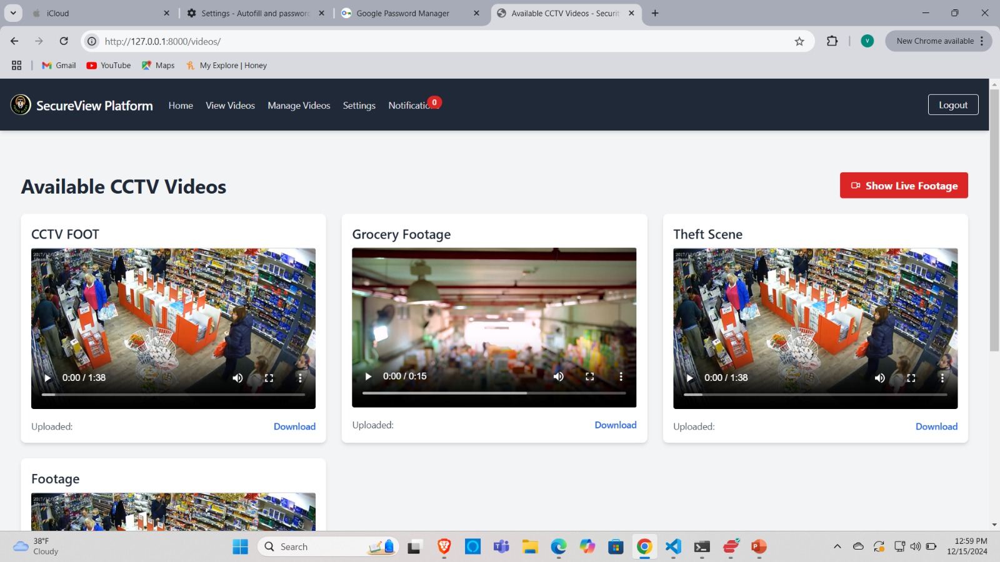 iCloud
Settings - Autofill and password
Google Password Manager
Available CCTV Videos - Securit
http://127.0.0.1:8000/videos/
V
New Chrome available
Gmail
YouTube
Maps
My Explore | Honey
SecureView Platform
Home
View Videos
Manage Videos
Settings
Notificatio
0
Logout
Available CCTV Videos
Show Live Footage
CCTV FOOT
Grocery Footage
Theft Scene
0:00 / 1:38
0:00 / 0:15
0:00 / 1:38
Uploaded:
Download
Uploaded:
Download
Uploaded:
Download
Footage
38°F
Cloudy
Search
12:59 PM
12/15/2024